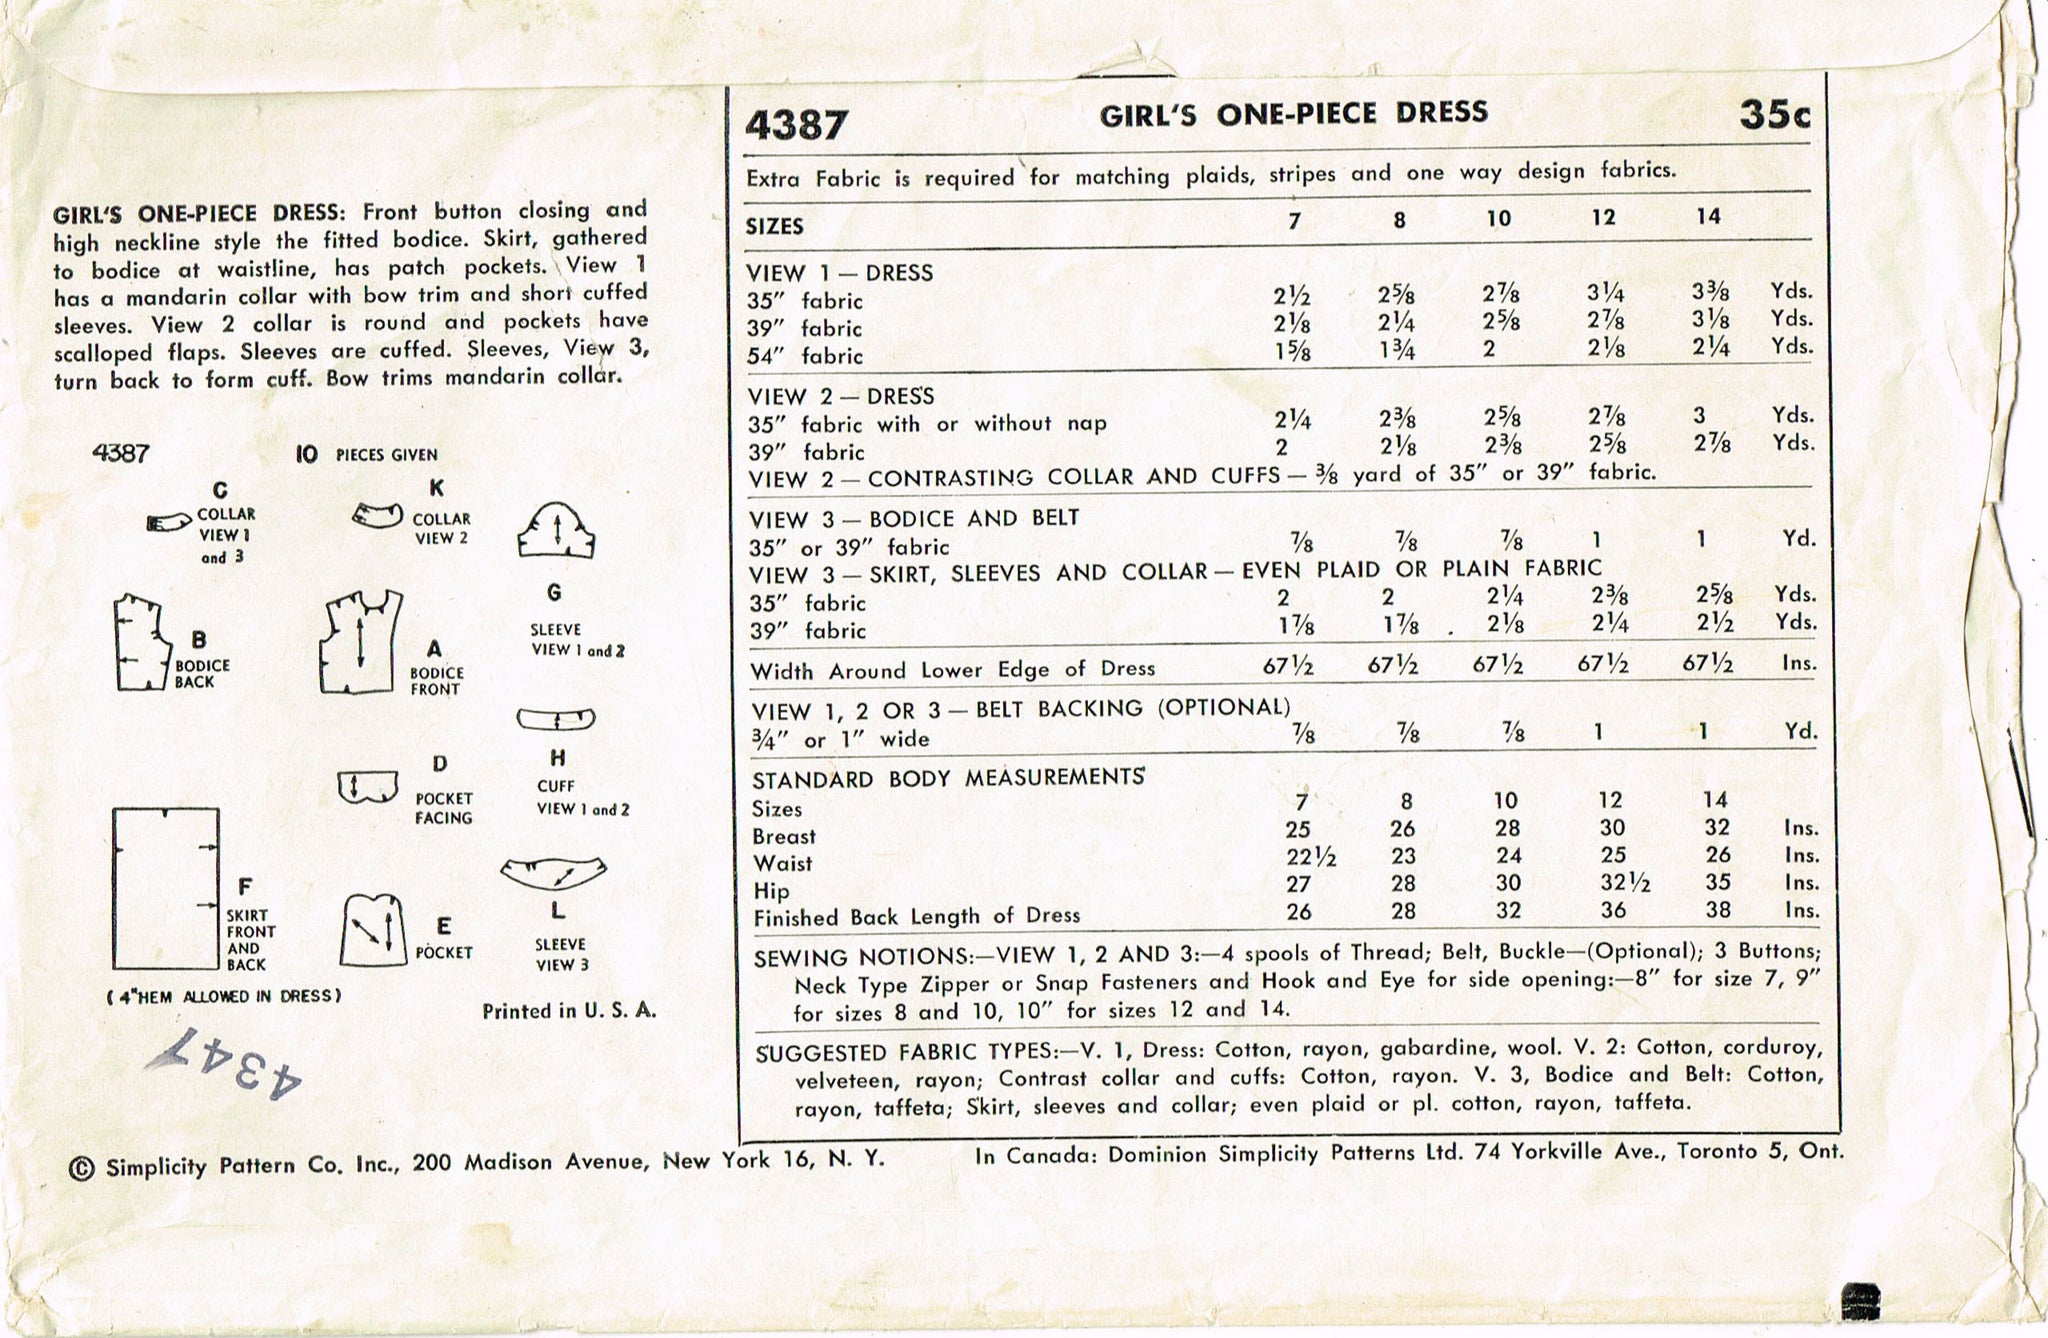 GIRL'S ONE-PIECE DRESS: Front button closing and
high neckline style the fitted bodice. Skirt, gathered
to bodice at waistline, has patch pockets. View 1
has a mandarin collar with bow trim and short cuffed
sleeves. View 2 collar is round and pockets have
scalloped flaps. Sleeves are cuffed. Sleeves, View 3,
turn back to form cuff. Bow trims mandarin collar.
4387 10 PIECES GIVEN
C
COLLAR
VIEW 1
and 3
K
COLLAR
VIEW 2
G
SLEEVE
VIEW 1 and 2
B
BODICE
BACK
A
BODICE
FRONT
H
CUFF
VIEW 1 and 2
D
POCKET
FACING
F
SKIRT
FRONT
AND
BACK
E
POCKET
L
SLEEVE
VIEW 3
(4" HEM ALLOWED IN DRESS)
Printed in U. S. A.
4347
4387 GIRL'S ONE-PIECE DRESS 35c
Extra Fabric is required for matching plaids, stripes and one way design fabrics.
SIZES 7 8 10 12 14
VIEW 1 — DRESS
35" fabric 2½ 2⅝ 2⅞ 3¼ 3⅜ Yds.
39" fabric 2⅛ 2¼ 2⅝ 2⅞ 3⅛ Yds.
54" fabric 1⅝ 1¾ 2 2⅛ 2¼ Yds.
VIEW 2 — DRESS
35" fabric with or without nap 2¼ 2⅜ 2⅝ 2⅞ 3 Yds.
39" fabric 2 2⅛ 2⅜ 2⅝ 2⅞ Yds.
VIEW 2 — CONTRASTING COLLAR AND CUFFS — ⅜ yard of 35" or 39" fabric.
VIEW 3 — BODICE AND BELT
35" or 39" fabric ⅞ ⅞ ⅞ 1 1 Yd.
VIEW 3 — SKIRT, SLEEVES AND COLLAR — EVEN PLAID OR PLAIN FABRIC
35" fabric 2 2 2¼ 2⅜ 2⅝ Yds.
39" fabric 1⅞ 1⅞ 2⅛ 2¼ 2½ Yds.
Width Around Lower Edge of Dress 67½ 67½ 67½ 67½ 67½ Ins.
VIEW 1, 2 OR 3 — BELT BACKING (OPTIONAL)
¾" or 1" wide ⅞ ⅞ ⅞ 1 1 Yd.
STANDARD BODY MEASUREMENTS
Sizes 7 8 10 12 14
Breast 25 26 28 30 32 Ins.
Waist 22½ 23 24 25 26 Ins.
Hip 27 28 30 32½ 35 Ins.
Finished Back Length of Dress 26 28 32 36 38 Ins.
SEWING NOTIONS:—VIEW 1, 2 AND 3:—4 spools of Thread; Belt, Buckle—(Optional); 3 Buttons;
Neck Type Zipper or Snap Fasteners and Hook and Eye for side opening:—8" for size 7, 9"
for sizes 8 and 10, 10" for sizes 12 and 14.
SUGGESTED FABRIC TYPES:—V. 1, Dress: Cotton, rayon, gabardine, wool. V. 2: Cotton, corduroy,
velveteen, rayon; Contrast collar and cuffs: Cotton, rayon. V. 3, Bodice and Belt: Cotton,
rayon, taffeta; Skirt, sleeves and collar; even plaid or pl. cotton, rayon, taffeta.
© Simplicity Pattern Co. Inc., 200 Madison Avenue, New York 16, N. Y. In Canada: Dominion Simplicity Patterns Ltd. 74 Yorkville Ave., Toronto 5, Ont.